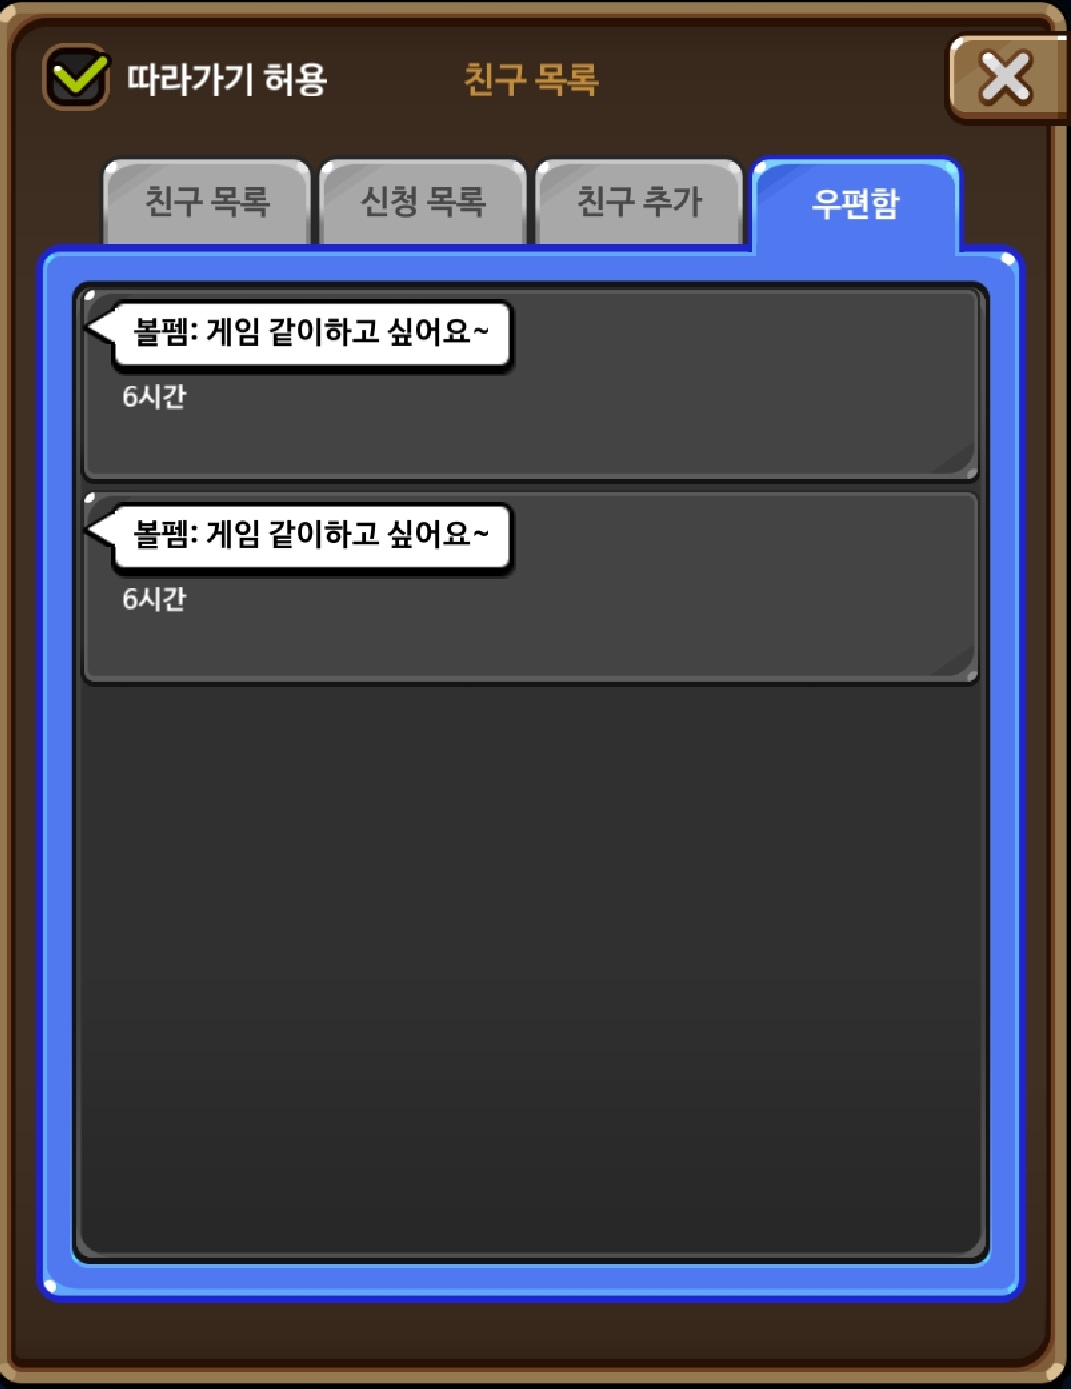 따라가기 허용
친구 목록
친구 목록
신청 목록
친구 추가
우편함
볼펨: 게임 같이하고 싶어요~
6시간
볼펨: 게임 같이하고 싶어요~
6시간